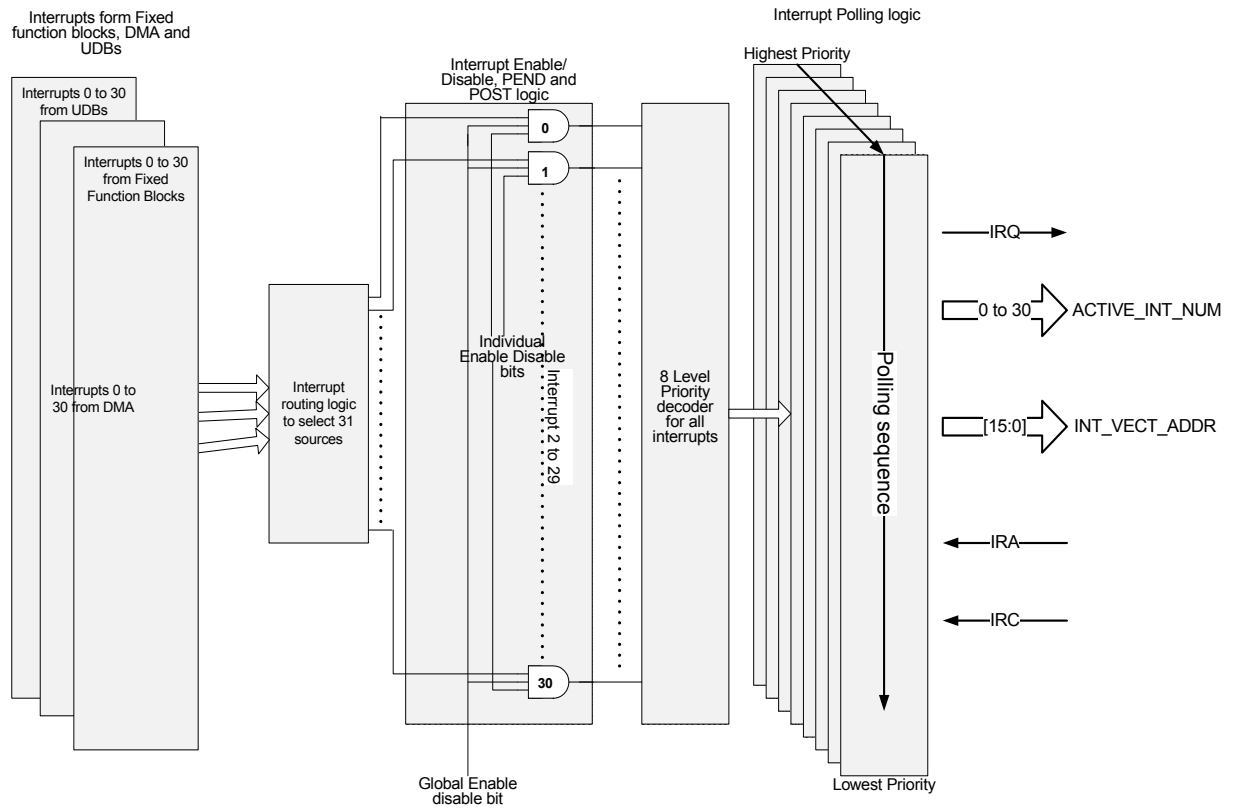 Interrupts form Fixed
function blocks, DMA and
UDBs
Interrupts 0 to 30
from UDBs
Interrupts 0 to 30
from Fixed
Function Blocks
Interrupts 0 to
30 from DMA
Interrupt
routing logic
to select 31
sources
Interrupt Enable/
Disable, PEND and
POST logic
0
1
Individual
Enable Disable
bits
Interrupt 2 to 29
30
Global Enable
disable bit
8 Level
Priority
decoder
for all
interrupts
Interrupt Polling logic
Highest Priority
Polling sequence
Lowest Priority
IRQ
0 to 30
ACTIVE_INT_NUM
[15:0]
INT_VECT_ADDR
IRA
IRC